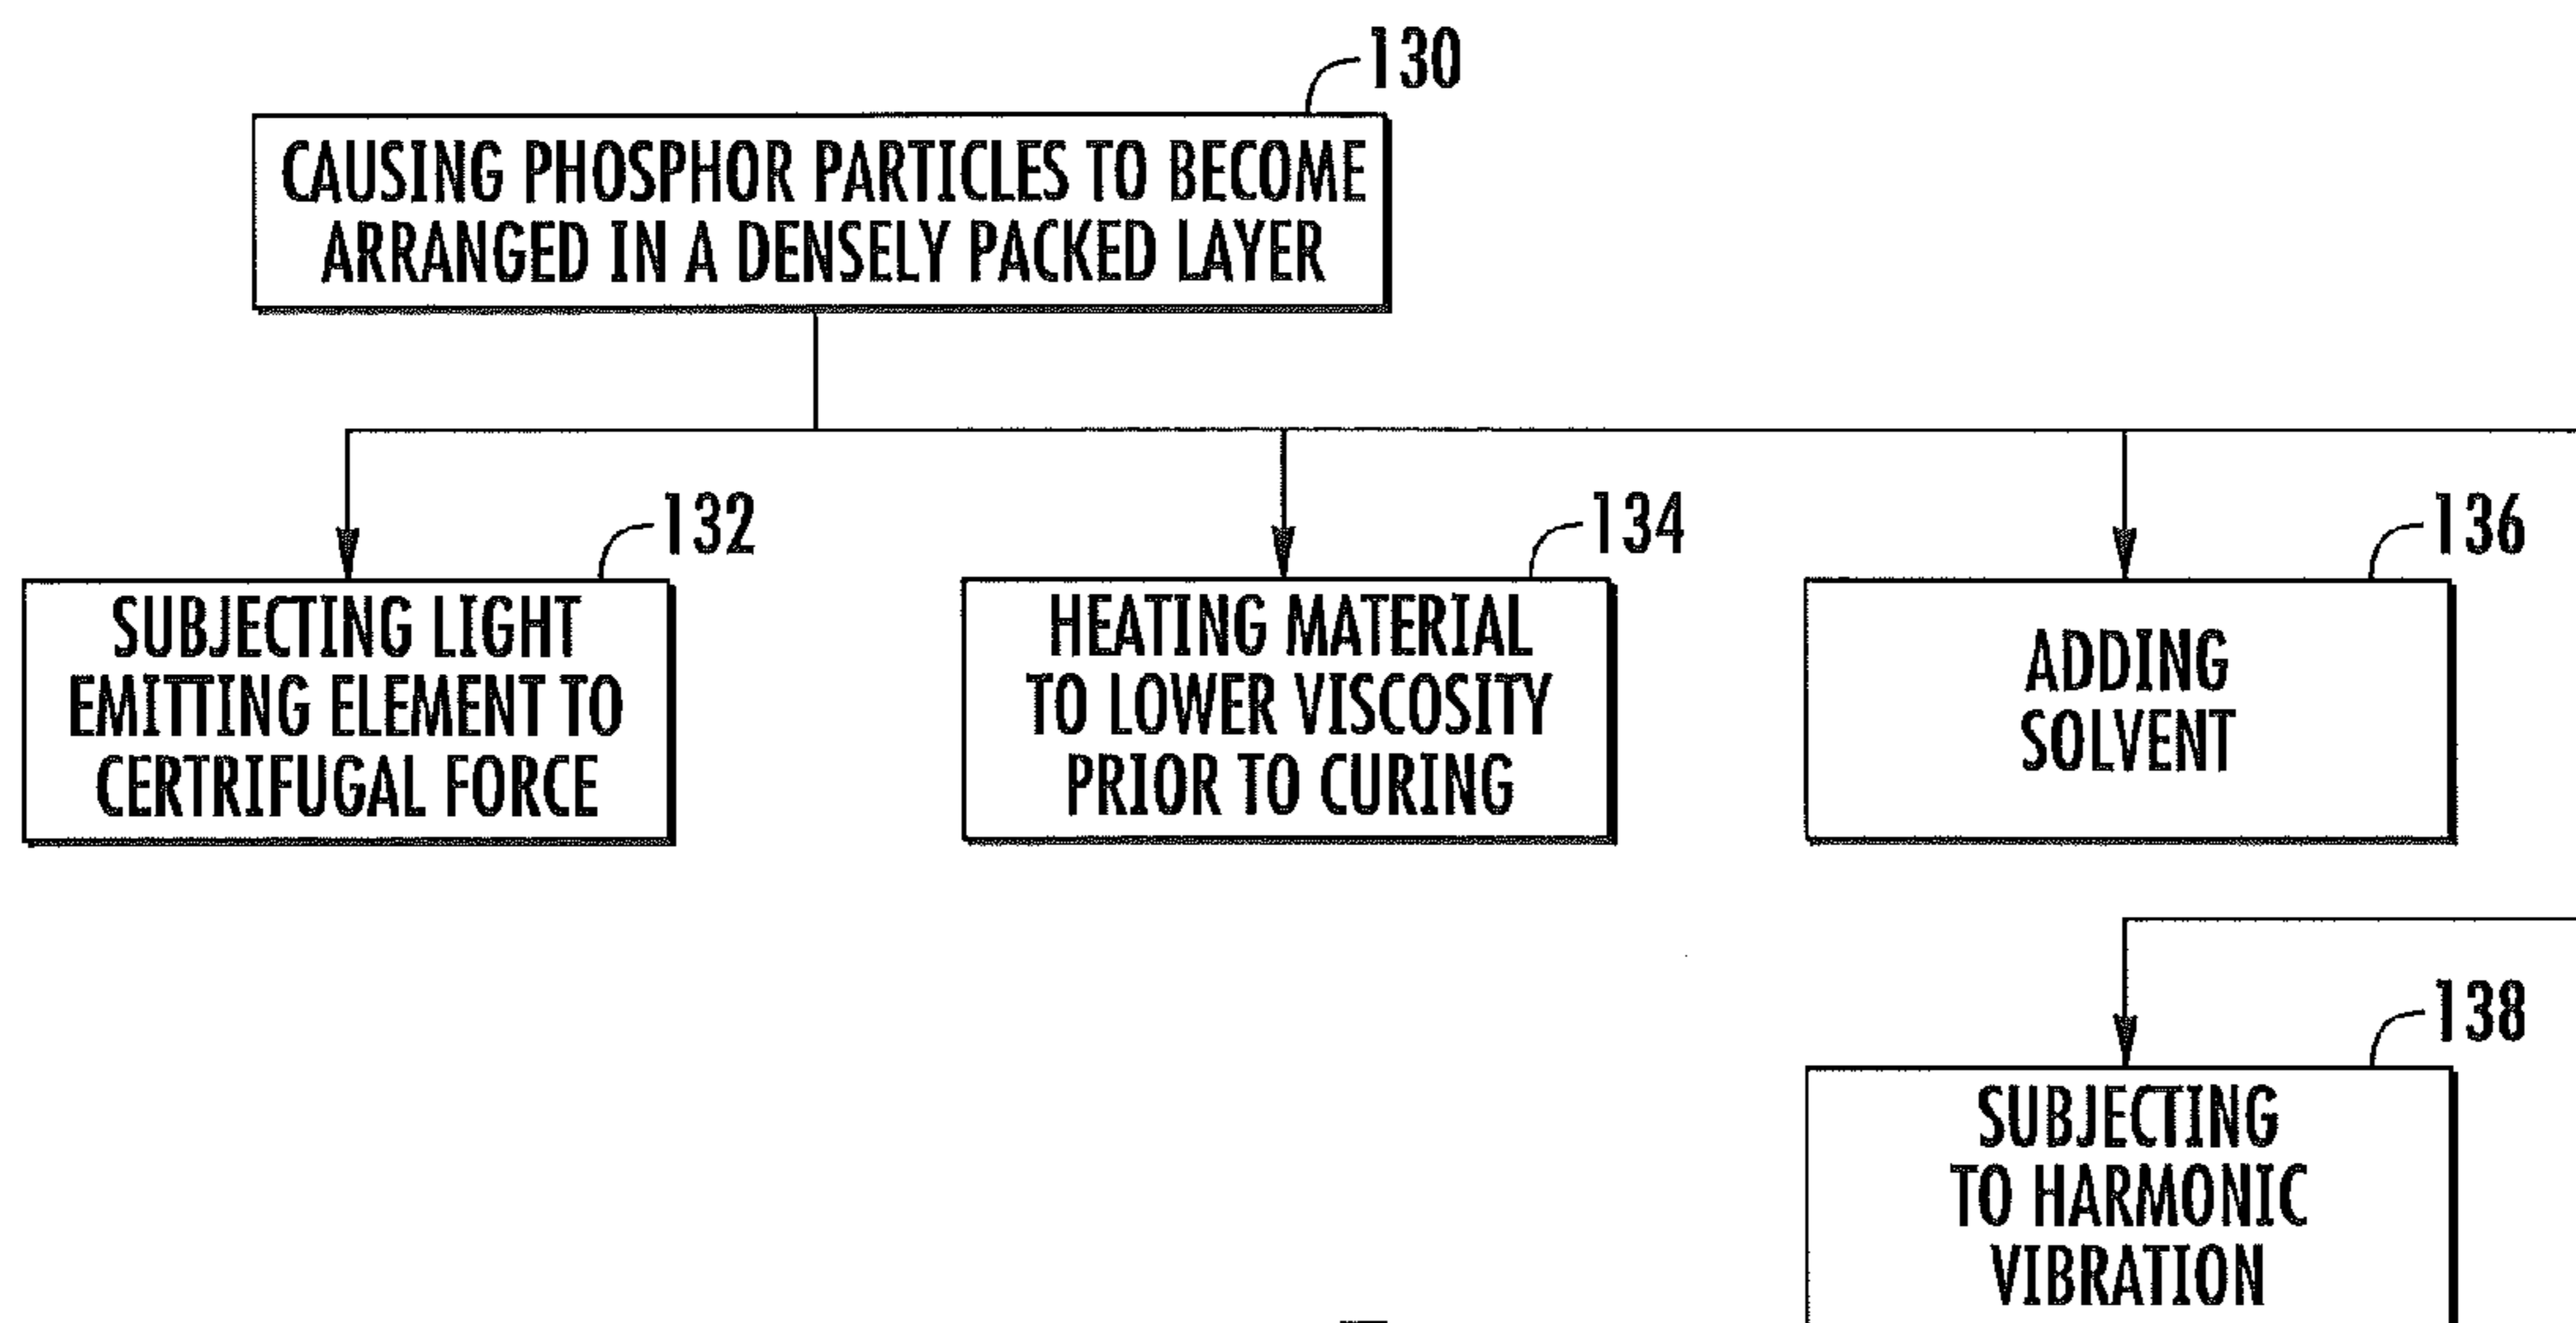 130
CAUSING PHOSPHOR PARTICLES TO BECOME
ARRANGED IN A DENSELY PACKED LAYER
132
SUBJECTING LIGHT
EMITTING ELEMENT TO
CERTRIFUGAL FORCE
134
HEATING MATERIAL
TO LOWER VISCOSITY
PRIOR TO CURING
136
ADDING
SOLVENT
138
SUBJECTING
TO HARMONIC
VIBRATION